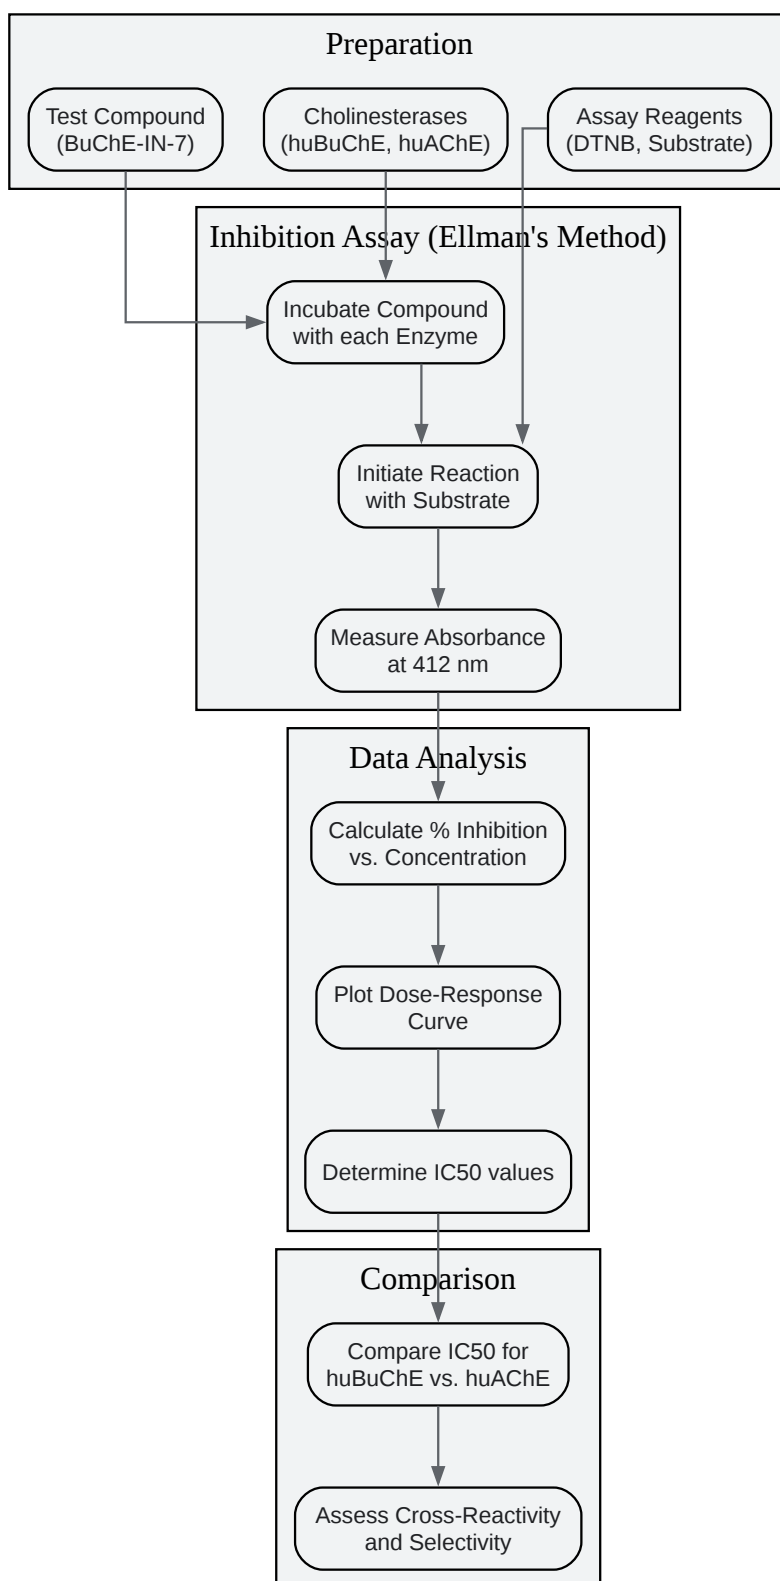 Preparation
Test Compound
(BuChE-IN-7)
Cholinesterases
(huBuChE, huAChE)
Assay Reagents
(DTNB, Substrate)
Inhibition Assay (Ellman's Method)
Incubate Compound
with each Enzyme
Initiate Reaction
with Substrate
Measure Absorbance
at 412 nm
Data Analysis
Calculate % Inhibition
vs. Concentration
Plot Dose-Response
Curve
Determine IC50 values
Comparison
Compare IC50 for
huBuChE vs. huAChE
Assess Cross-Reactivity
and Selectivity